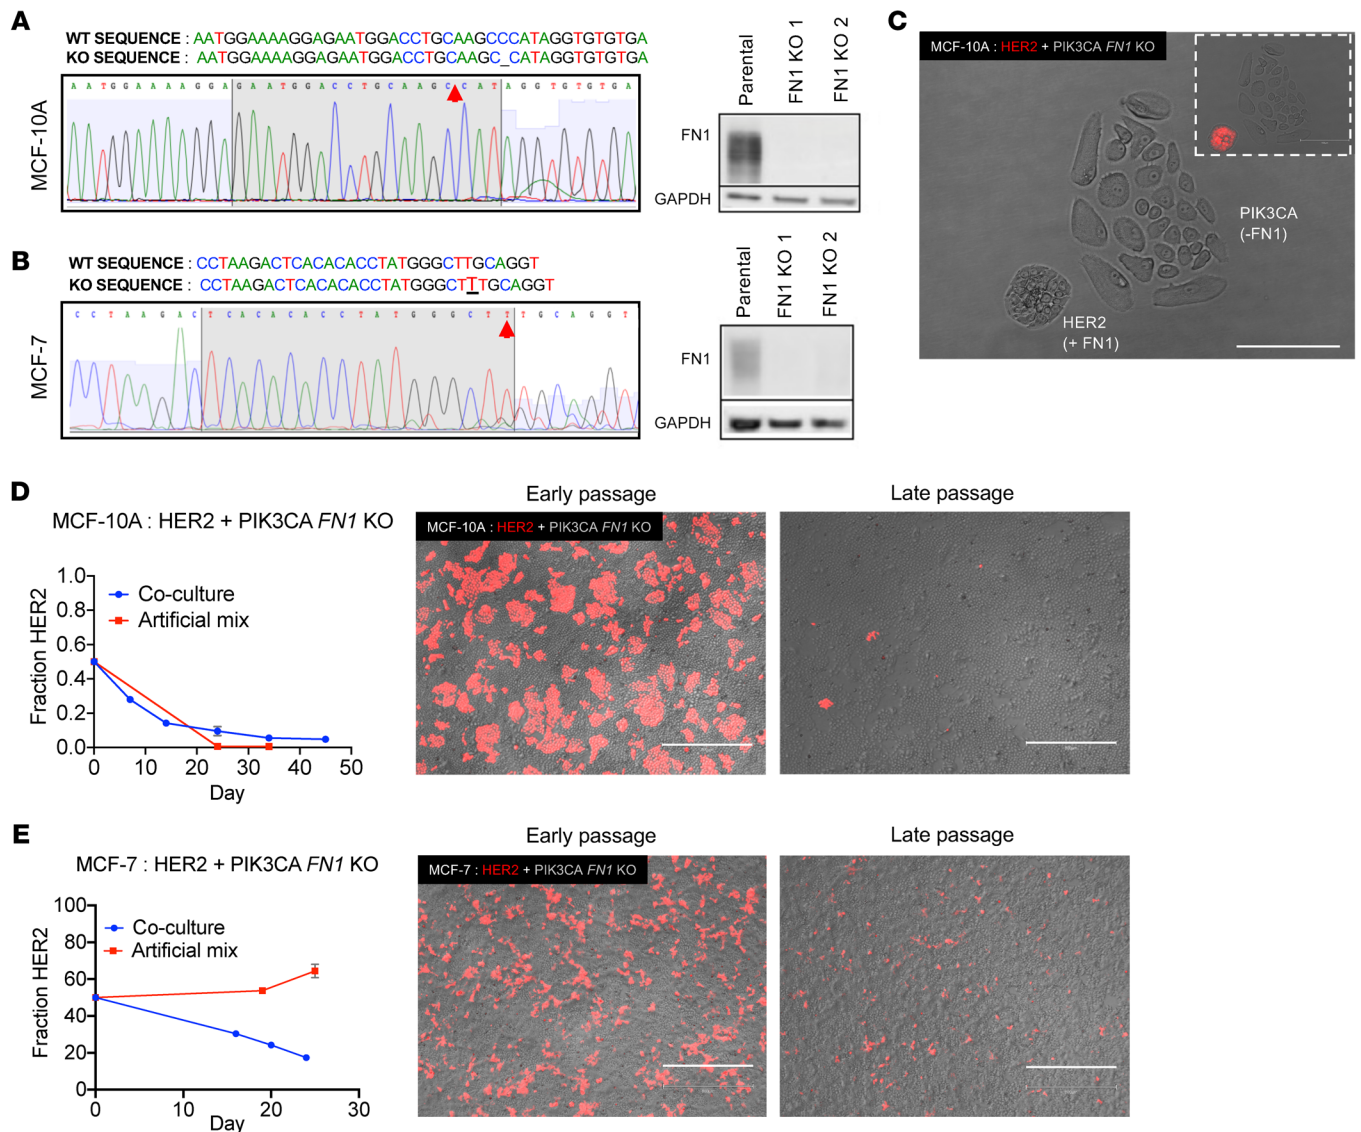 A
WT SEQUENCE : AATGGAAAAGGAGAATGGACCTGCAAGCCCATAGGTGTGTGA
KO SEQUENCE : AATGGAAAAGGAGAATGGACCTGCAAGC_CATAGGTGTGTGA
A A T G G A A A A G G A G A A T G G A C C T G C A A G C C A T A G G T G T G T G A
MCF-10A
Parental
FN1 KO 1
FN1 KO 2
FN1
GAPDH
B
WT SEQUENCE : CCTAAGACTCACACACCTATGGGCTTGCAGGT
KO SEQUENCE : CCTAAGACTCACACACCTATGGGCTTTGCAGGT
C C T A A G A C T C A C A C A C C T A T G G G C T T T G C A G G T
MCF-7
Parental
FN1 KO 1
FN1 KO 2
FN1
GAPDH
C
MCF-10A : HER2 + PIK3CA FN1 KO
PIK3CA
(-FN1)
HER2
(+ FN1)
D
MCF-10A : HER2 + PIK3CA FN1 KO
Co-culture
Artificial mix
Fraction HER2
1.0
0.8
0.6
0.4
0.2
0.0
0 10 20 30 40 50
Day
Early passage
Late passage
MCF-10A : HER2 + PIK3CA FN1 KO
E
MCF-7 : HER2 + PIK3CA FN1 KO
Co-culture
Artificial mix
Fraction HER2
100
80
60
40
20
0
0 10 20 30
Day
Early passage
Late passage
MCF-7 : HER2 + PIK3CA FN1 KO